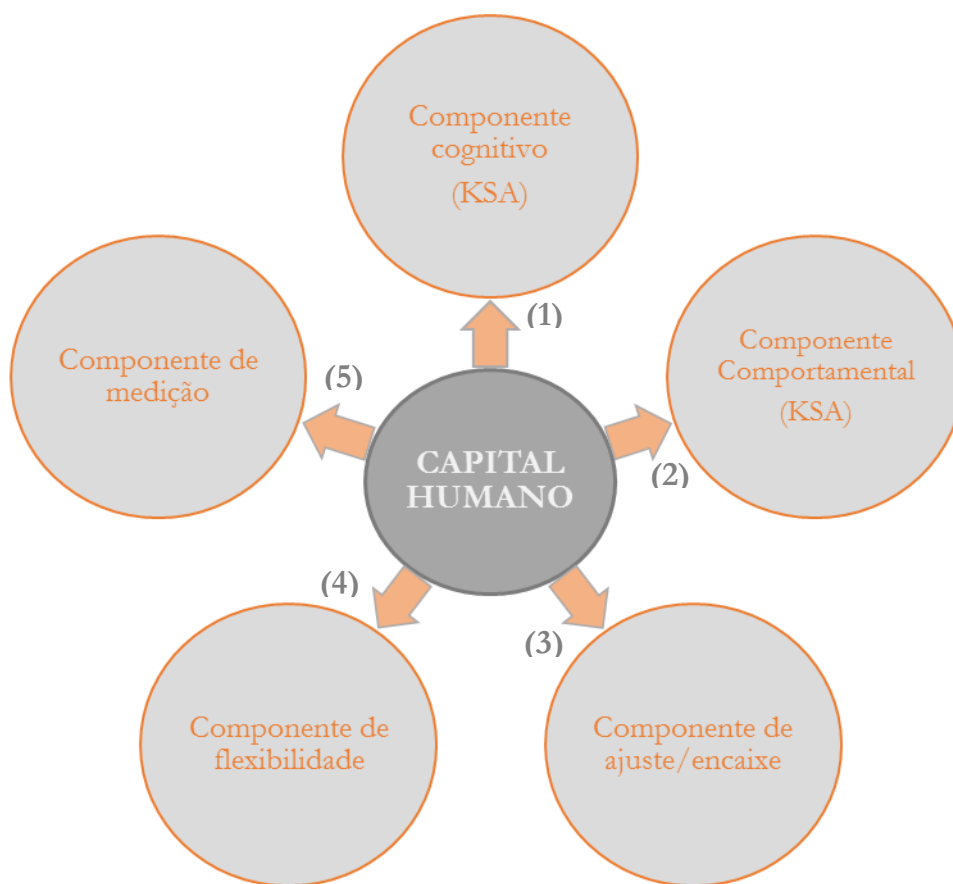 Componente
cognitivo
(KSA)
(1)
Componente
Comportamental
(KSA)
(2)
Componente de
medição
(5)
CAPITAL
HUMANO
(4)
(3)
Componente de
flexibilidade
Componente de
ajuste/encaixe